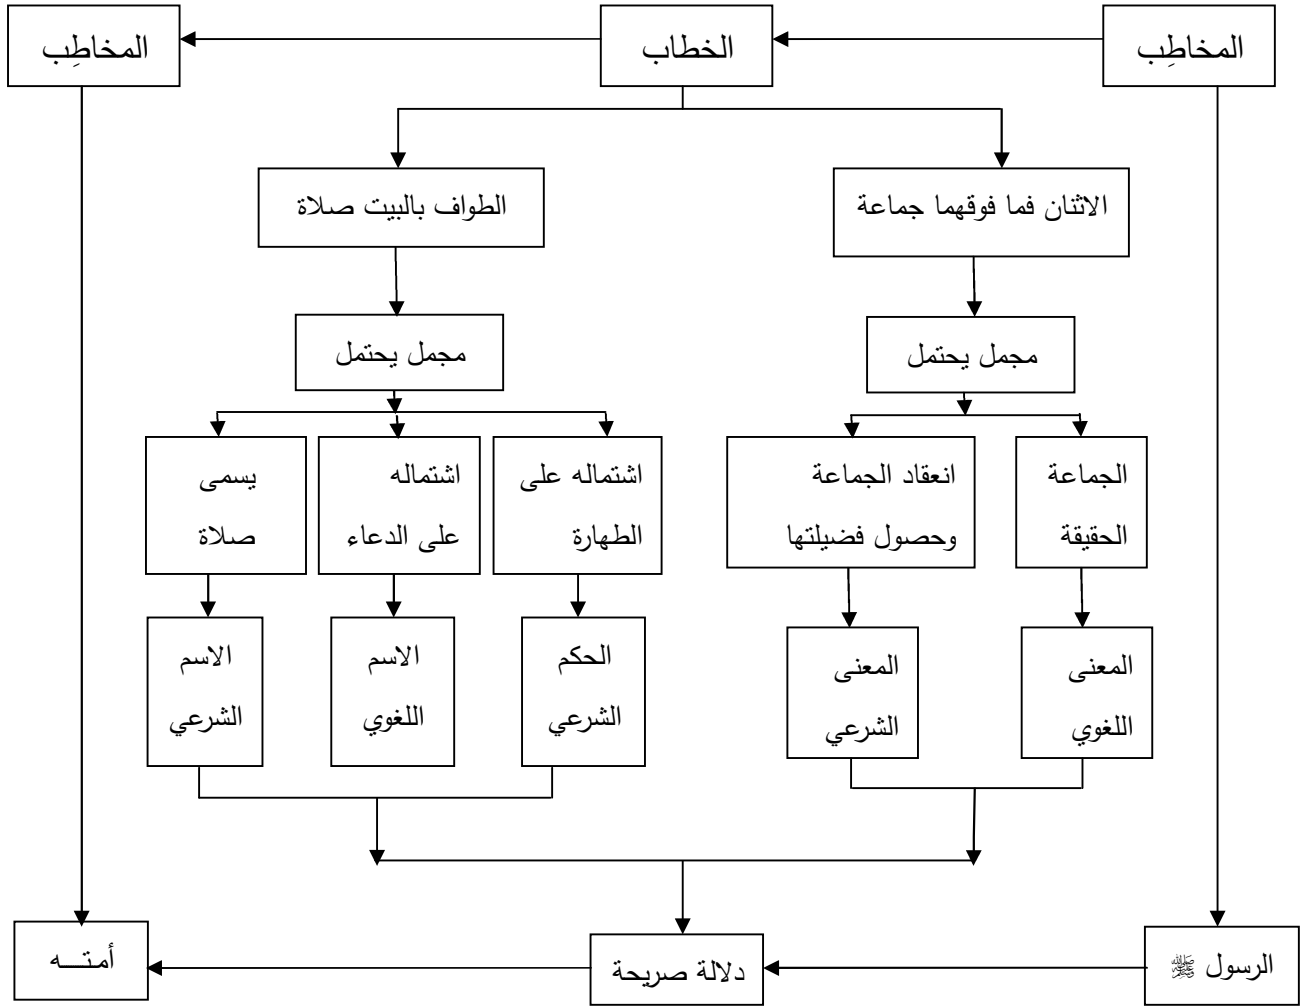 المخاطِب
الخطاب
المخاطِب
الاثنان فما فوقهما جماعة
الطواف بالبيت صلاة
مجمل يحتمل
مجمل يحتمل
الجماعة
الحقيقة
انعقاد الجماعة
وحصول فضيلتها
اشتماله على
الطهارة
اشتماله
على الدعاء
يسمى
صلاة
المعنى
اللغوي
المعنى
الشرعي
الحكم
الشرعي
الاسم
اللغوي
الاسم
الشرعي
الرسول ﷺ
دلالة صريحة
أمتـــه